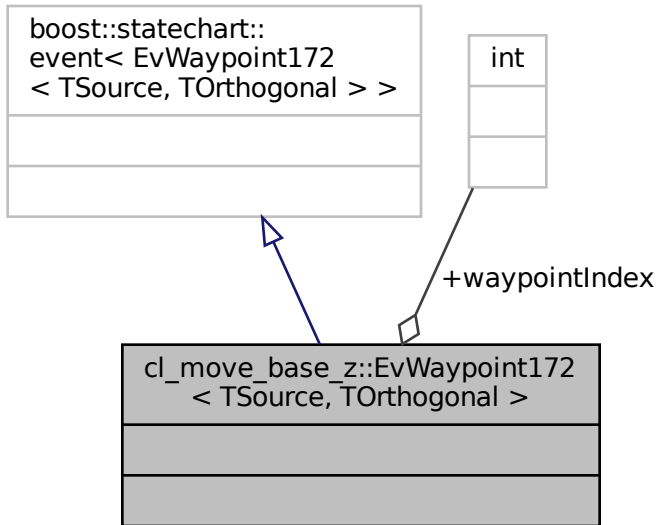 boost::statechart::
event< EvWaypoint172
< TSource, TOrthogonal > >
int
+waypointIndex
cl_move_base_z::EvWaypoint172
< TSource, TOrthogonal >